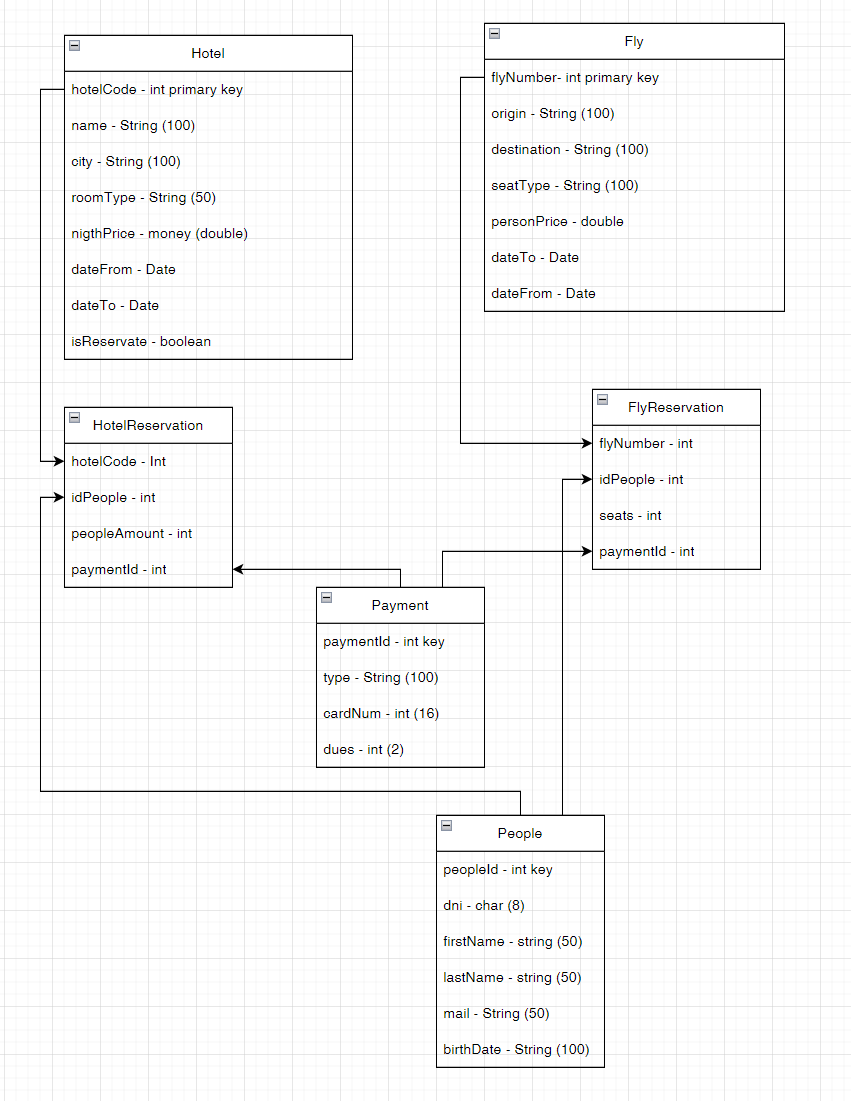 Hotel
hotelCode - int primary key
name - String (100)
city - String (100)
roomType - String (50)
nigthPrice - money (double)
dateFrom - Date
dateTo - Date
isReservate - boolean
Fly
flyNumber- int primary key
origin - String (100)
destination - String (100)
seatType - String (100)
personPrice - double
dateTo - Date
dateFrom - Date
HotelReservation
hotelCode - Int
idPeople - int
peopleAmount - int
paymentId - int
FlyReservation
flyNumber - int
idPeople - int
seats - int
paymentId - int
Payment
paymentId - int key
type - String (100)
cardNum - int (16)
dues - int (2)
People
peopleId - int key
dni - char (8)
firstName - string (50)
lastName - string (50)
mail - String (50)
birthDate - String (100)